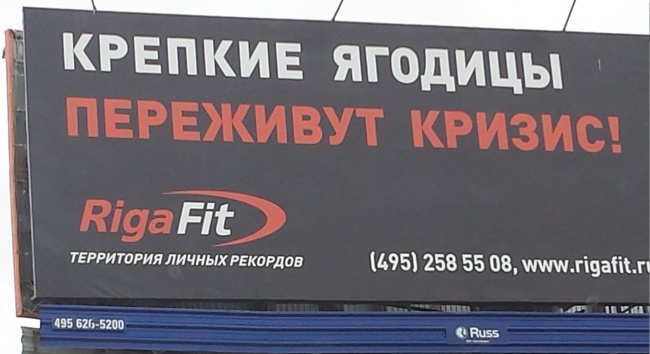 КРЕПКИЕ ЯГОДИЦЫ
ПЕРЕЖИВУТ КРИЗИС!
RigaFit
ТЕРРИТОРИЯ ЛИЧНЫХ РЕКОРДОВ
(495) 258 55 08, www.rigafit.ru
495 626-5200
Russ